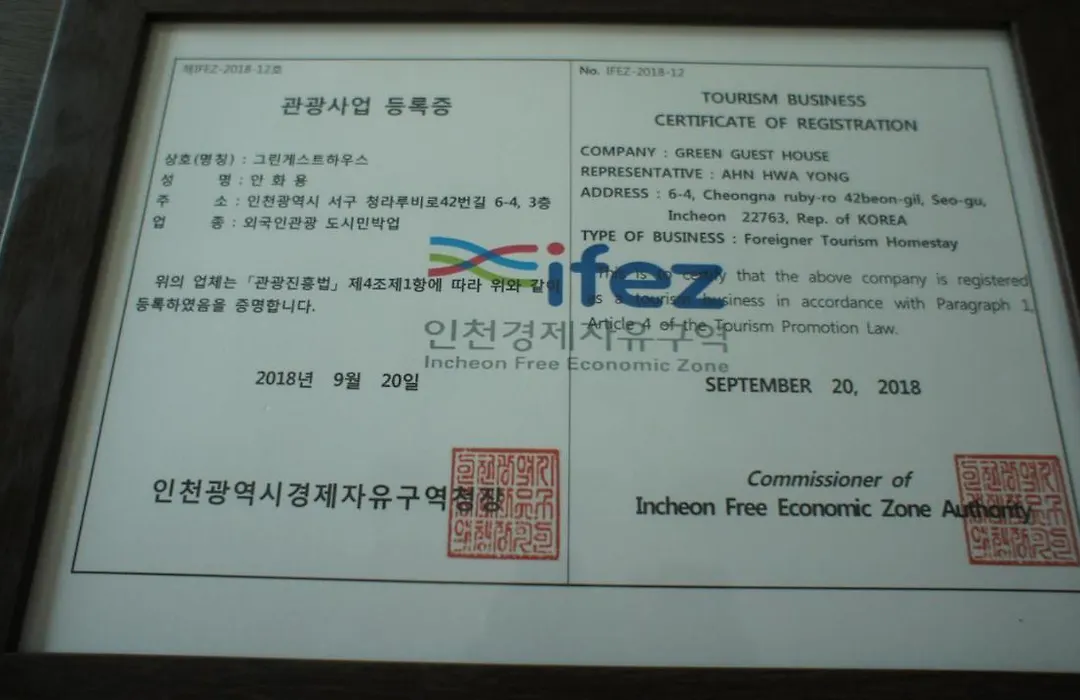 제IFEZ-2018-12호
관광사업 등록증
상호(명칭) : 그린게스트하우스
성 명 : 안 화 용
주 소 : 인천광역시 서구 청라루비로42번길 6-4, 3층
업 종 : 외국인관광 도시민박업
위의 업체는 「관광진흥법」 제4조제1항에 따라 위와 같이
등록하였음을 증명합니다.
2018년 9월 20일
인천광역시경제자유구역청장
No. IFEZ-2018-12
TOURISM BUSINESS
CERTIFICATE OF REGISTRATION
COMPANY : GREEN GUEST HOUSE
REPRESENTATIVE : AHN HWA YONG
ADDRESS : 6-4, Cheongna ruby-ro 42beon-gil, Seo-gu,
Incheon 22763, Rep. of KOREA
TYPE OF BUSINESS : Foreigner Tourism Homestay
This is to certify that the above company is registered
as a tourism business in accordance with Paragraph 1,
Article 4 of the Tourism Promotion Law.
SEPTEMBER 20, 2018
Commissioner of
Incheon Free Economic Zone Authority
ifez
인천경제자유구역
Incheon Free Economic Zone